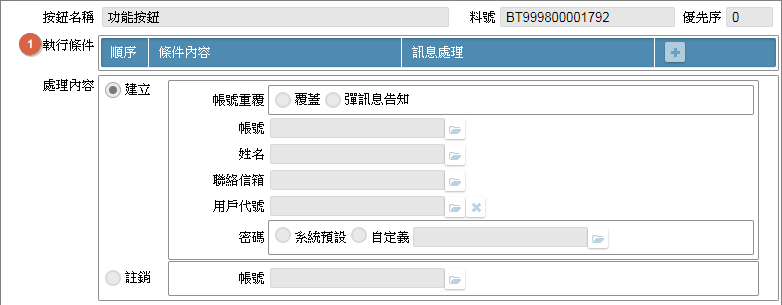 按鈕名稱 功能按鈕 料號 BT999800001792 優先序 0
1 執行條件 順序 條件內容 訊息處理
處理內容 建立
帳號重覆 覆蓋 彈訊息告知
帳號
姓名
聯絡信箱
用戶代號
密碼 系統預設 自定義
註銷 帳號